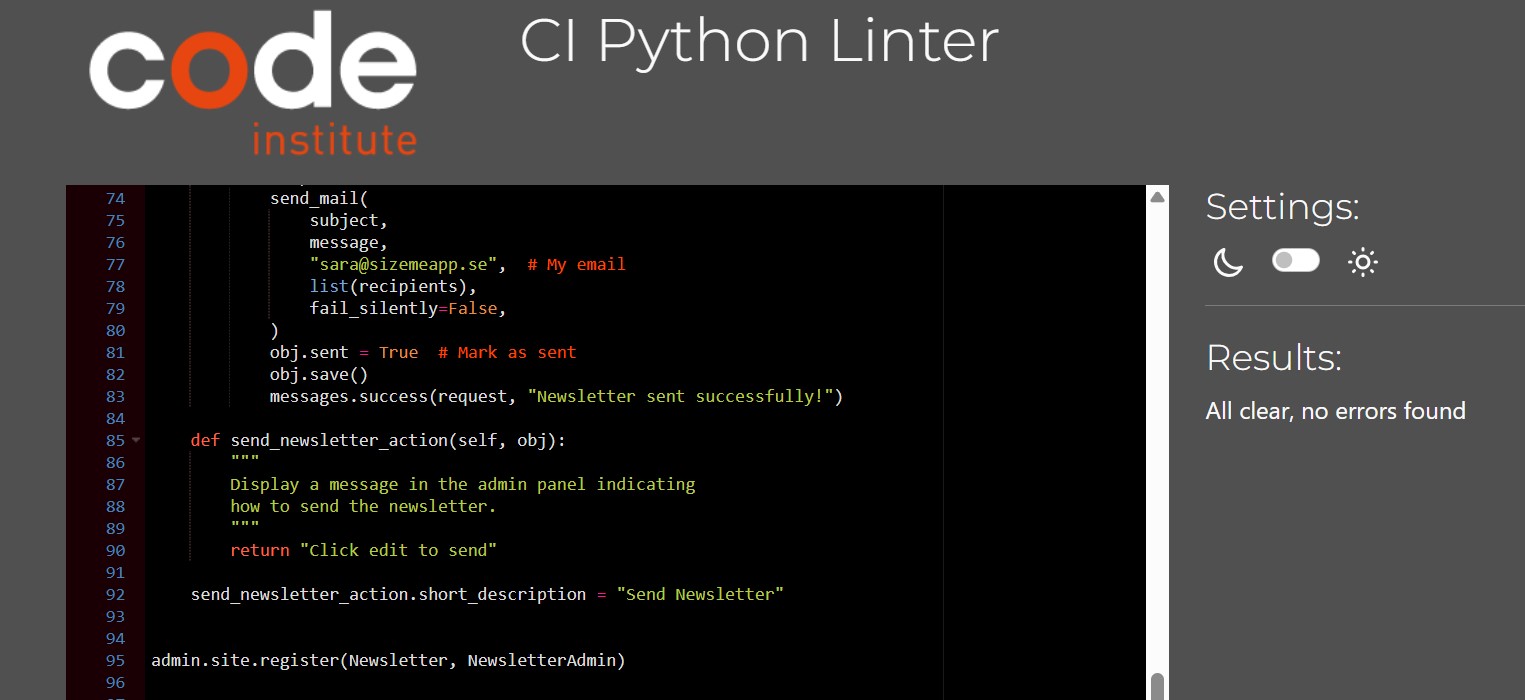 code
institute
CI Python Linter
74 send_mail(
75 subject,
76 message,
77 "sara@sizemeapp.se",  # My email
78 list(recipients),
79 fail_silently=False,
80 )
81 obj.sent = True  # Mark as sent
82 obj.save()
83 messages.success(request, "Newsletter sent successfully!")
84
85 def send_newsletter_action(self, obj):
86 """
87 Display a message in the admin panel indicating
88 how to send the newsletter.
89 """
90 return "Click edit to send"
91
92 send_newsletter_action.short_description = "Send Newsletter"
93
94
95 admin.site.register(Newsletter, NewsletterAdmin)
96
Settings:
Results:
All clear, no errors found